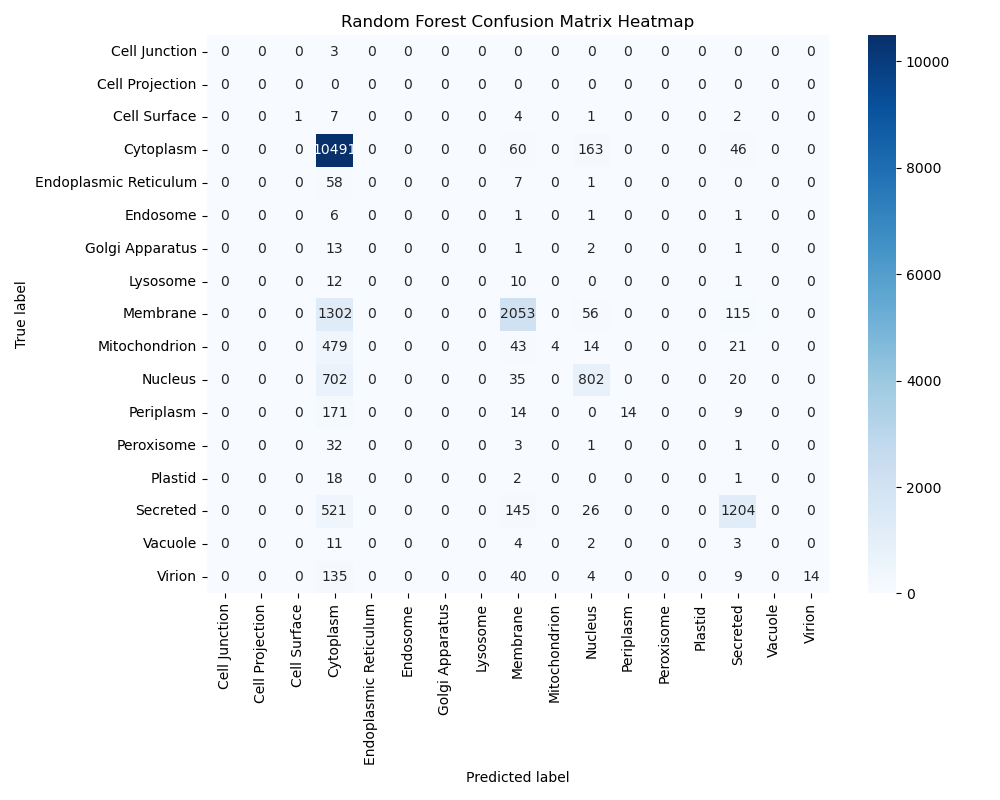 Random Forest Confusion Matrix Heatmap
True label
Cell Junction 0 0 0 3 0 0 0 0 0 0 0 0 0 0 0 0 0
Cell Projection 0 0 0 0 0 0 0 0 0 0 0 0 0 0 0 0 0
Cell Surface 0 0 1 7 0 0 0 0 4 0 1 0 0 0 2 0 0
Cytoplasm 0 0 0 10491 0 0 0 0 60 0 163 0 0 0 46 0 0
Endoplasmic Reticulum 0 0 0 58 0 0 0 0 7 0 1 0 0 0 0 0 0
Endosome 0 0 0 6 0 0 0 0 1 0 1 0 0 0 1 0 0
Golgi Apparatus 0 0 0 13 0 0 0 0 1 0 2 0 0 0 1 0 0
Lysosome 0 0 0 12 0 0 0 0 10 0 0 0 0 0 1 0 0
Membrane 0 0 0 1302 0 0 0 0 2053 0 56 0 0 0 115 0 0
Mitochondrion 0 0 0 479 0 0 0 0 43 4 14 0 0 0 21 0 0
Nucleus 0 0 0 702 0 0 0 0 35 0 802 0 0 0 20 0 0
Periplasm 0 0 0 171 0 0 0 0 14 0 0 14 0 0 9 0 0
Peroxisome 0 0 0 32 0 0 0 0 3 0 1 0 0 0 1 0 0
Plastid 0 0 0 18 0 0 0 0 2 0 0 0 0 0 1 0 0
Secreted 0 0 0 521 0 0 0 0 145 0 26 0 0 0 1204 0 0
Vacuole 0 0 0 11 0 0 0 0 4 0 2 0 0 0 3 0 0
Virion 0 0 0 135 0 0 0 0 40 0 4 0 0 0 9 0 14
Cell Junction
Cell Projection
Cell Surface
Cytoplasm
Endoplasmic Reticulum
Endosome
Golgi Apparatus
Lysosome
Membrane
Mitochondrion
Nucleus
Periplasm
Peroxisome
Plastid
Secreted
Vacuole
Virion
Predicted label
10000
8000
6000
4000
2000
0